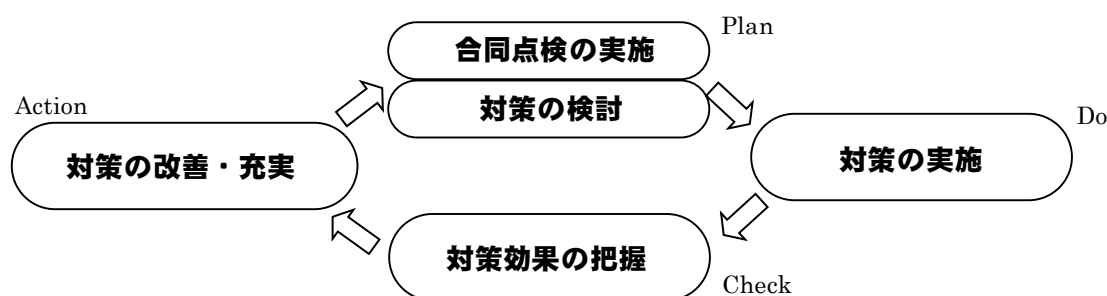 Plan
合同点検の実施
対策の検討
Action
対策の改善・充実
Do
対策の実施
対策効果の把握
Check